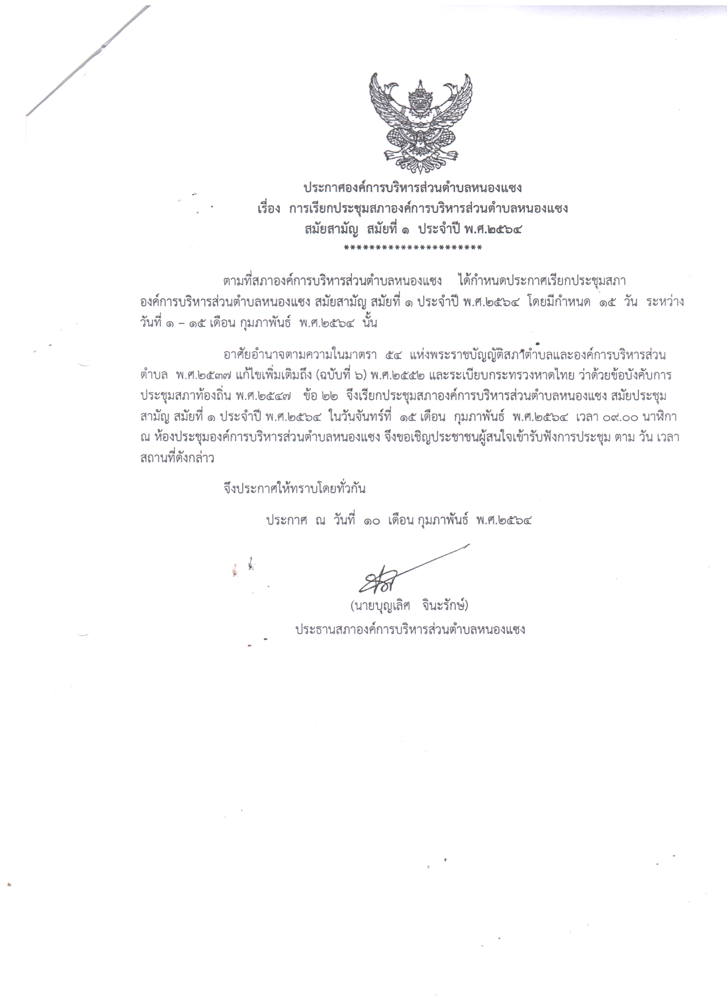 ประกาศองค์การบริหารส่วนตำบลหนองแซง
เรื่อง การเรียกประชุมสภาองค์การบริหารส่วนตำบลหนองแซง
สมัยสามัญ สมัยที่ ๑ ประจำปี พ.ศ.๒๕๖๔
**********************
ตามที่สภาองค์การบริหารส่วนตำบลหนองแซง ได้กำหนดประกาศเรียกประชุมสภา
องค์การบริหารส่วนตำบลหนองแซง สมัยสามัญ สมัยที่ ๑ ประจำปี พ.ศ.๒๕๖๔ โดยมีกำหนด ๑๕ วัน ระหว่าง
วันที่ ๑ – ๑๕ เดือน กุมภาพันธ์ พ.ศ.๒๕๖๔ นั้น
อาศัยอำนาจตามความในมาตรา ๕๔ แห่งพระราชบัญญัติสภาตำบลและองค์การบริหารส่วน
ตำบล พ.ศ.๒๕๓๗ แก้ไขเพิ่มเติมถึง (ฉบับที่ ๖) พ.ศ.๒๕๕๒ และระเบียบกระทรวงหาดไทย ว่าด้วยข้อบังคับการ
ประชุมสภาท้องถิ่น พ.ศ.๒๕๔๗ ข้อ ๒๒ จึงเรียกประชุมสภาองค์การบริหารส่วนตำบลหนองแซง สมัยประชุม
สามัญ สมัยที่ ๑ ประจำปี พ.ศ.๒๕๖๔ ในวันจันทร์ที่ ๑๕ เดือน กุมภาพันธ์ พ.ศ.๒๕๖๔ เวลา ๐๙.๐๐ นาฬิกา
ณ ห้องประชุมองค์การบริหารส่วนตำบลหนองแซง จึงขอเชิญประชาชนผู้สนใจเข้ารับฟังการประชุม ตาม วัน เวลา
สถานที่ดังกล่าว
จึงประกาศให้ทราบโดยทั่วกัน
ประกาศ ณ วันที่ ๑๐ เดือน กุมภาพันธ์ พ.ศ.๒๕๖๔
(นายบุญเลิศ จินะรักษ์)
ประธานสภาองค์การบริหารส่วนตำบลหนองแซง